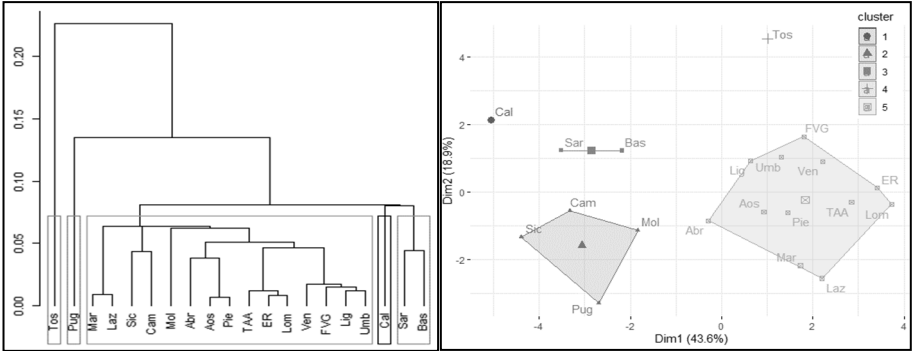 0.20
0.15
0.10
0.05
0.00
Tos Pug Mar Laz Sic Cam Mol Abr Aos Pie TAA ER Lom Ven FVG Lig Umb Cal Sar Bas
cluster
1
2
3
4
5
Tos
Cal
Sar Bas
FVG
Lig Umb Ven
ER
Cam
Aos
Pie
TAA
Lom
Sic
Mol
Abr
Mar
Laz
Pug
4
2
0
-2
Dim2 (18.9%)
-4 -2 0 2 4
Dim1 (43.6%)